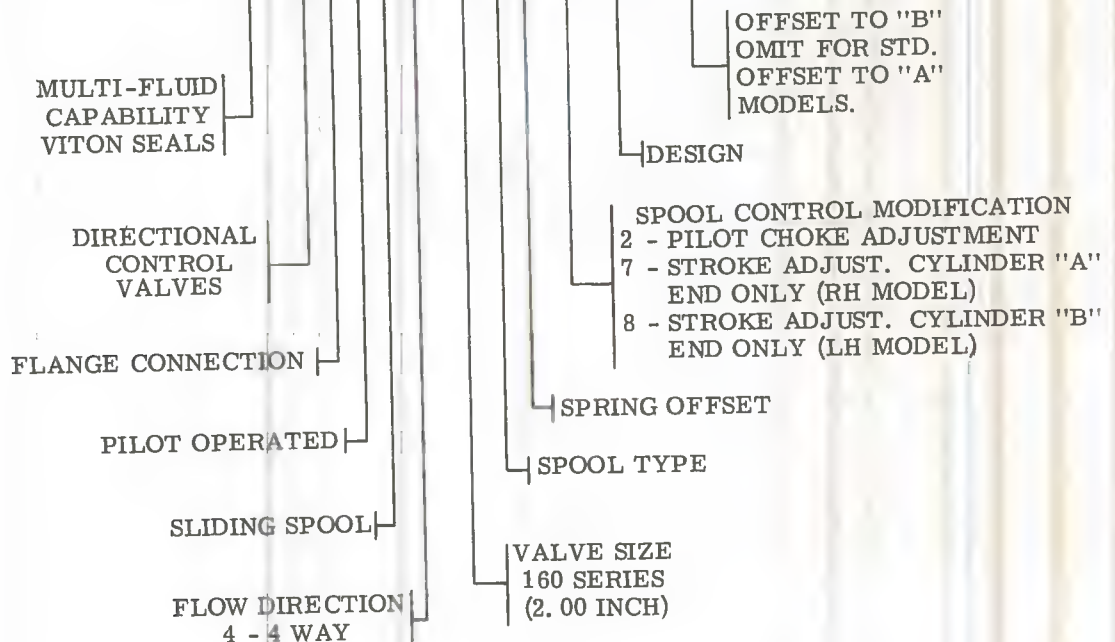 OFFSET TO "B"
OMIT FOR STD.
OFFSET TO "A"
MODELS.
MULTI-FLUID
CAPABILITY
VITON SEALS
DESIGN
SPOOL CONTROL MODIFICATION
2 - PILOT CHOKE ADJUSTMENT
7 - STROKE ADJUST. CYLINDER "A"
END ONLY (RH MODEL)
8 - STROKE ADJUST. CYLINDER "B"
END ONLY (LH MODEL)
DIRECTIONAL
CONTROL
VALVES
FLANGE CONNECTION
SPRING OFFSET
PILOT OPERATED
SPOOL TYPE
SLIDING SPOOL
VALVE SIZE
160 SERIES
(2.00 INCH)
FLOW DIRECTION
4 - 4 WAY